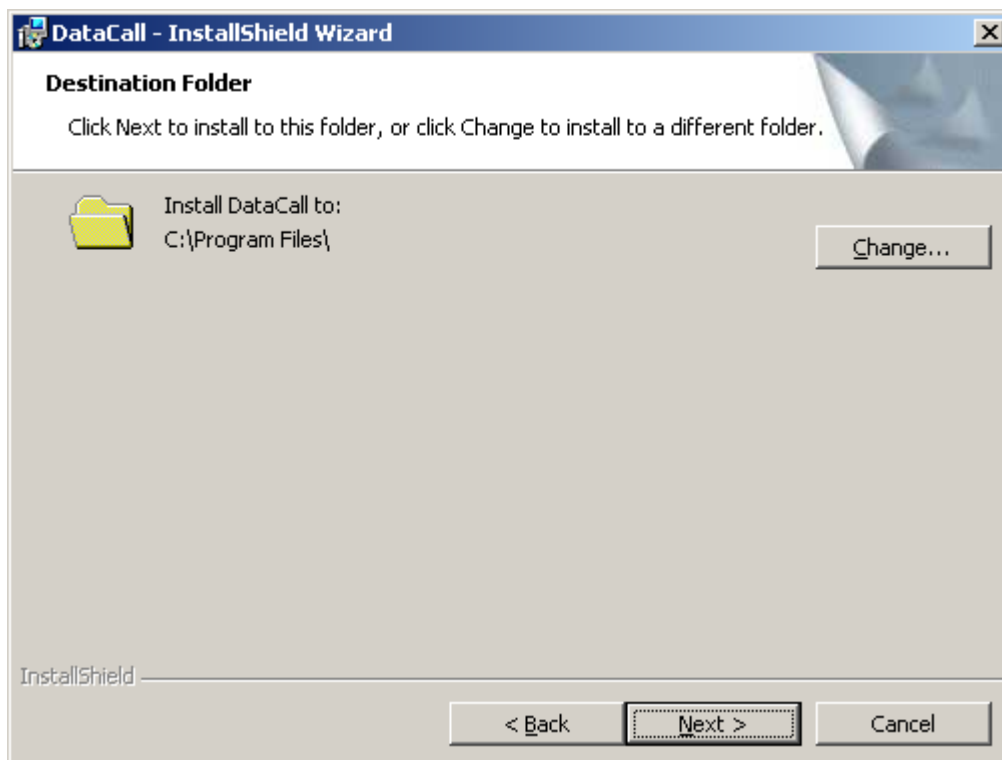 DataCall - InstallShield Wizard
Destination Folder
Click Next to install to this folder, or click Change to install to a different folder.
Install DataCall to:
C:\Program Files\
Change...
InstallShield
< Back
Next >
Cancel